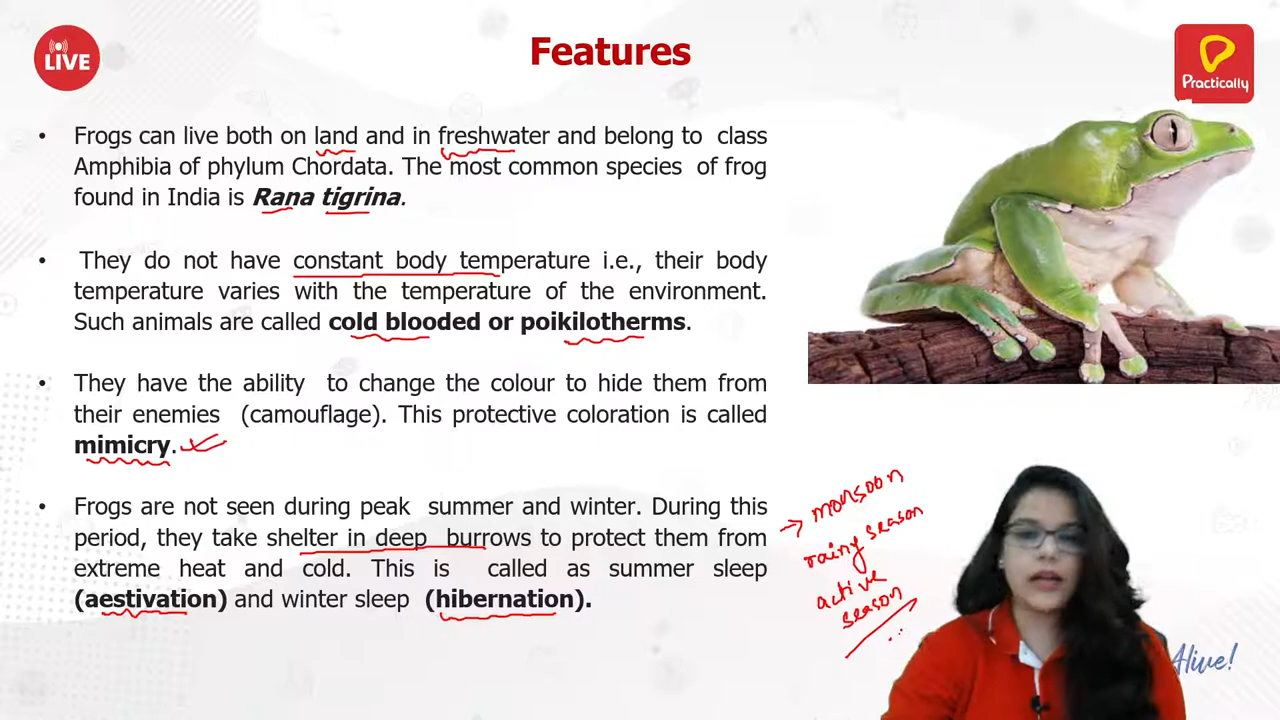 LIVE
Features
Practically
• Frogs can live both on land and in freshwater and belong to class
Amphibia of phylum Chordata. The most common species of frog
found in India is Rana tigrina.
• They do not have constant body temperature i.e., their body
temperature varies with the temperature of the environment.
Such animals are called cold blooded or poikilotherms.
• They have the ability to change the colour to hide them from
their enemies (camouflage). This protective coloration is called
mimicry.
• Frogs are not seen during peak summer and winter. During this
period, they take shelter in deep burrows to protect them from
extreme heat and cold. This is called as summer sleep
(aestivation) and winter sleep (hibernation).
→ monsoon
rainy season
active
season
Alive!